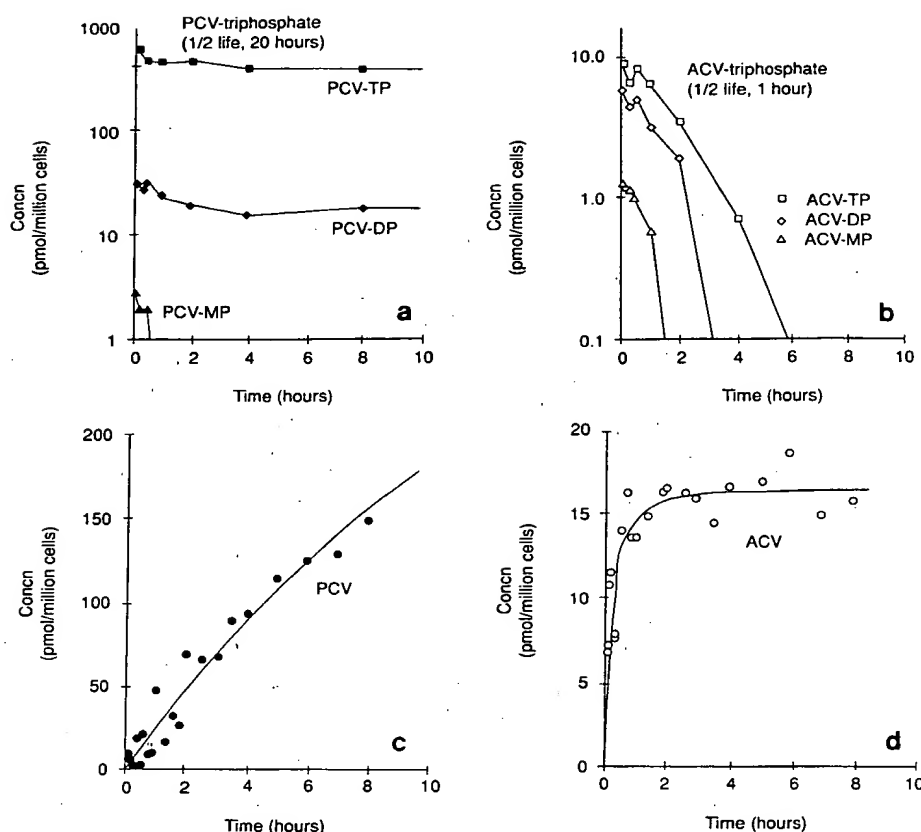 PCV-triphosphate
(1/2 life, 20 hours)
1000
100
10
1
Concn
(pmol/million cells)
PCV-TP
PCV-DP
PCV-MP
a
0 2 4 6 8 10
Time (hours)
ACV-triphosphate
(1/2 life, 1 hour)
10.0
1.0
0.1
Concn
(pmol/million cells)
ACV-TP
ACV-DP
ACV-MP
b
0 2 4 6 8 10
Time (hours)
200
150
100
50
0
Concn
(pmol/million cells)
PCV
c
0 2 4 6 8 10
Time (hours)
20
15
10
5
0
Concn
(pmol/million cells)
ACV
d
0 2 4 6 8 10
Time (hours)